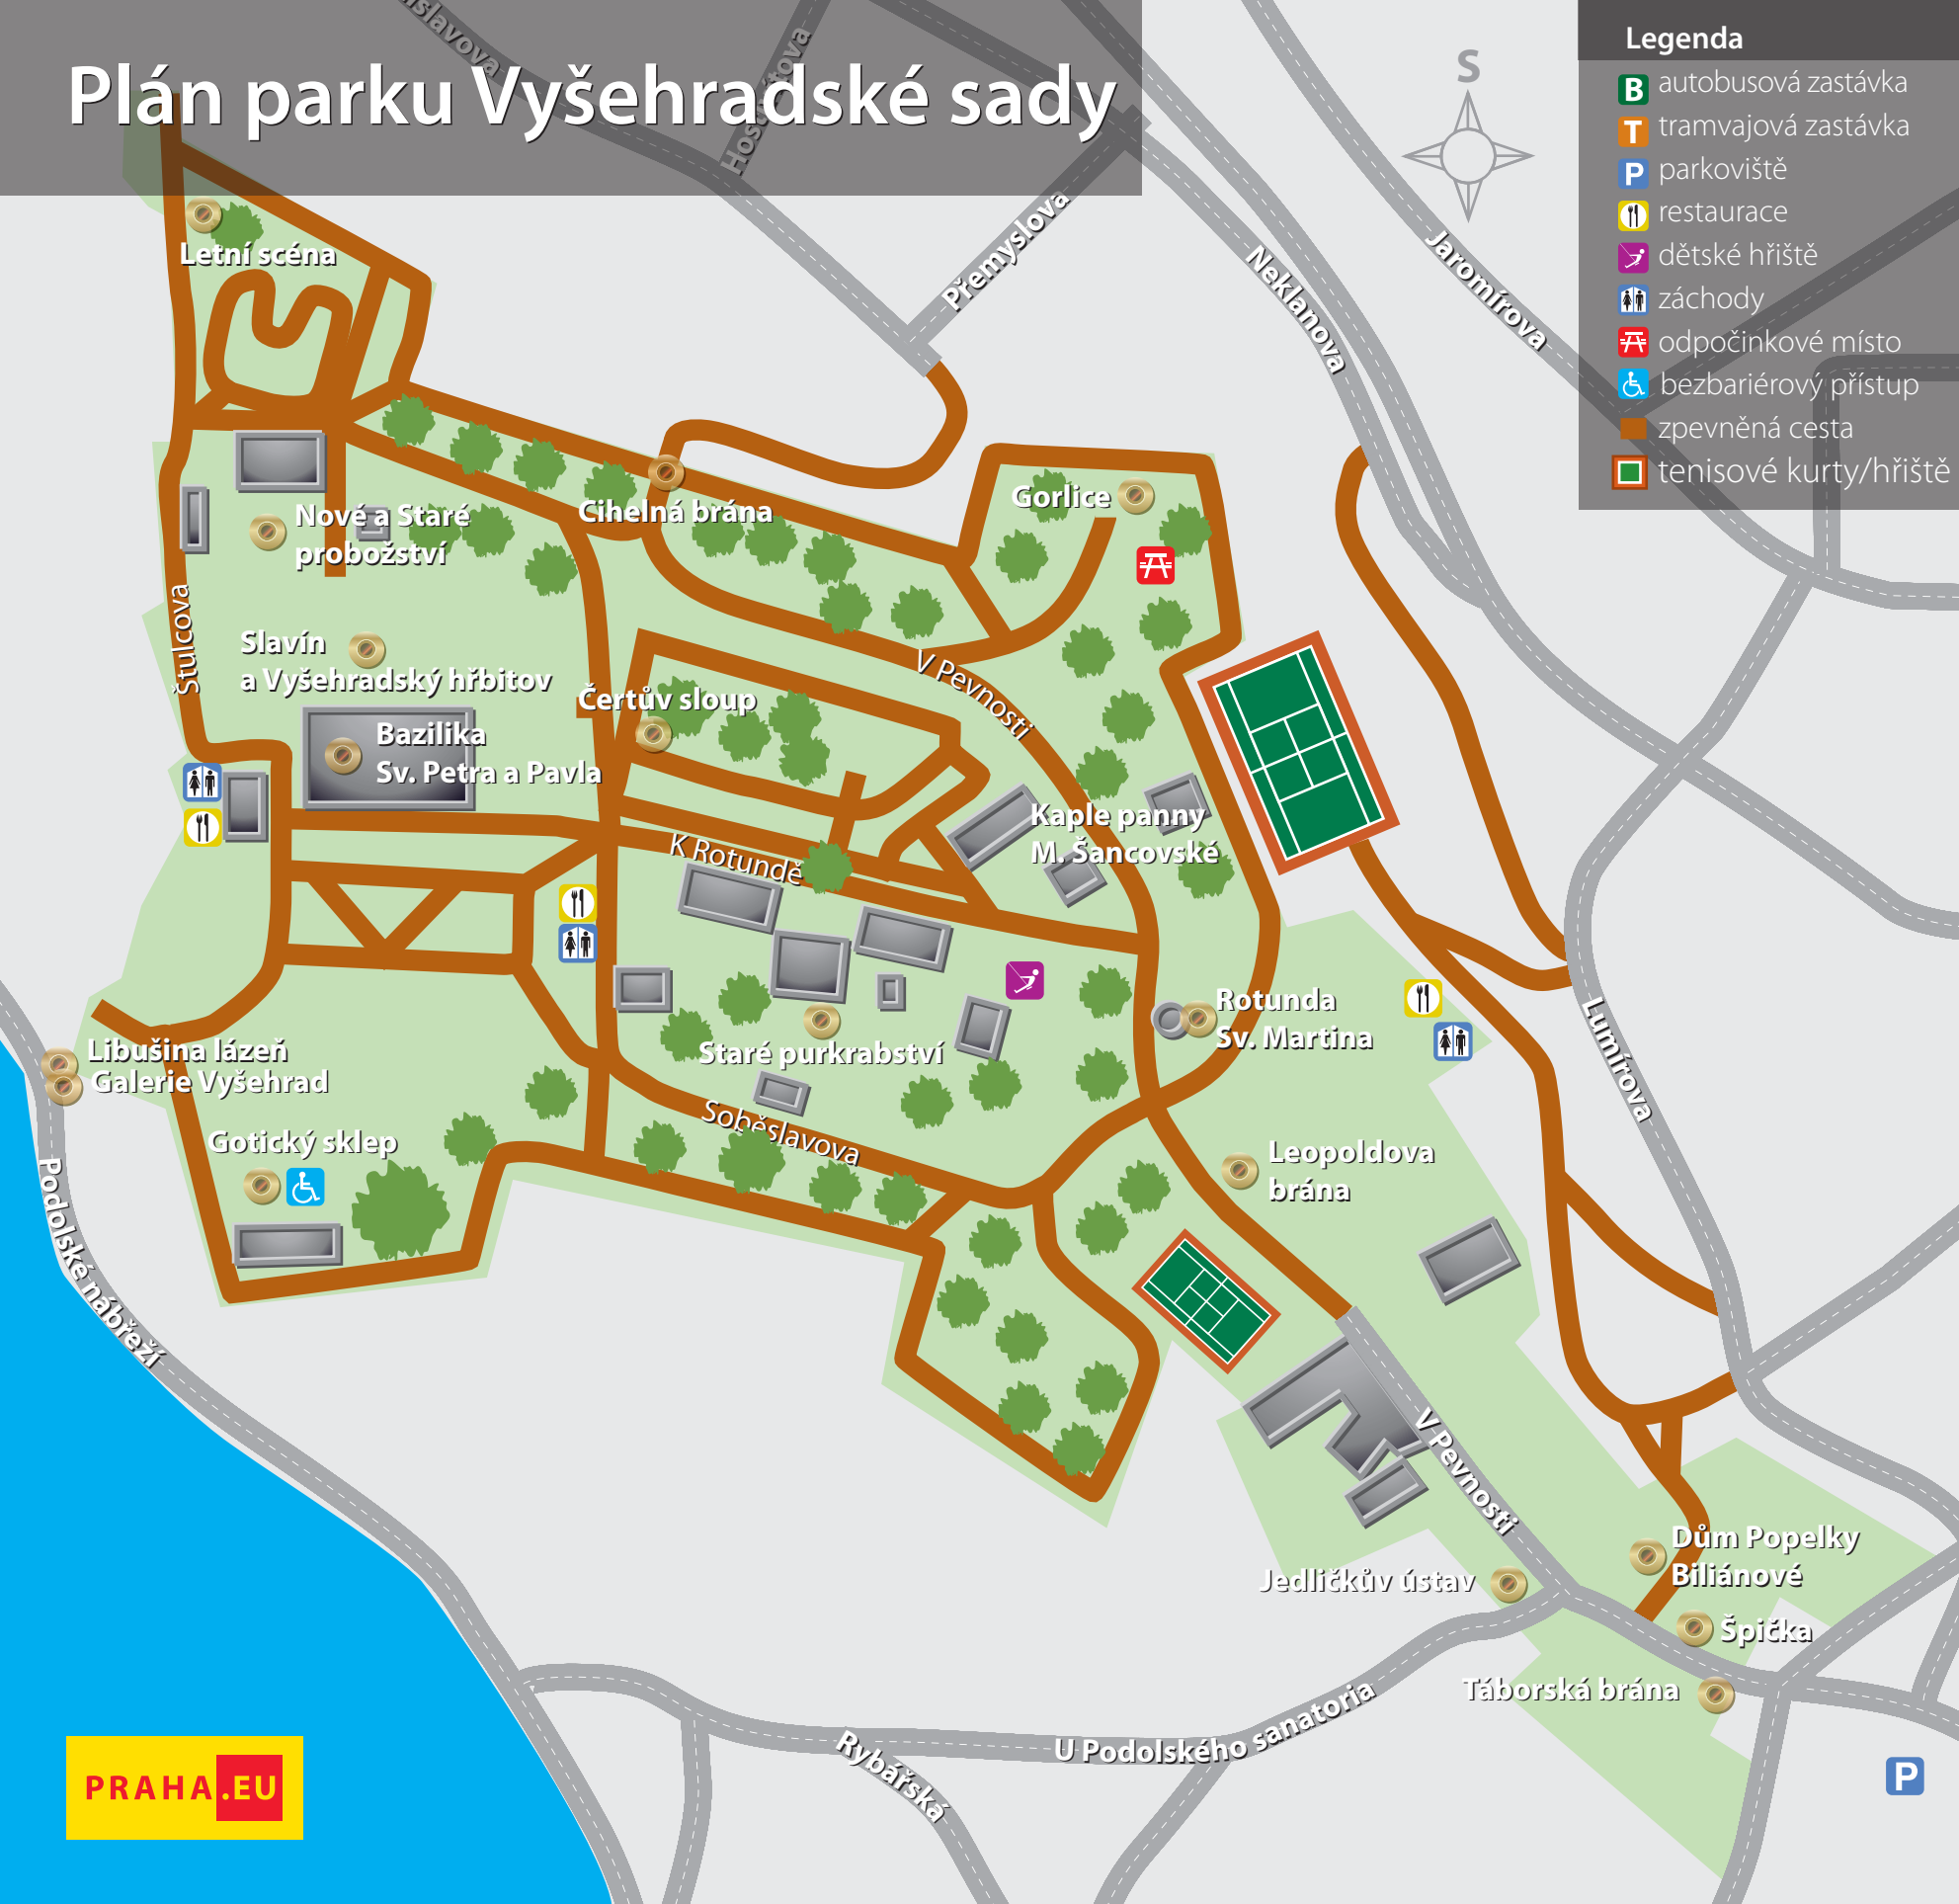 Plán parku Vyšehradské sady
Hostivítova
Přemyslova
Neklanova
Jaromírova
S
Legenda
B autobusová zastávka
T tramvajová zastávka
P parkoviště
restaurace
dětské hřiště
záchody
odpočinkové místo
bezbariérový přístup
zpevněná cesta
tenisové kurty/hřiště
Letní scéna
Cihelná brána
Gorlice
Nové a Staré
probožství
Štulcova
Slavín
a Vyšehradský hřbitov
Čertův sloup
V Pevnosti
Bazilika
Sv. Petra a Pavla
K Rotundě
Kaple panny
M. Šancovské
Rotunda
Sv. Martina
Lumírova
Staré purkrabství
Libušina lázeň
Galerie Vyšehrad
Soběslavova
Gotický sklep
Leopoldova
brána
Podolské nábřeží
V Pevnosti
Dům Popelky
Biliánové
Jedličkův ústav
Špička
Táborská brána
U Podolského sanatoria
Rybářská
P
PRAHA.EU